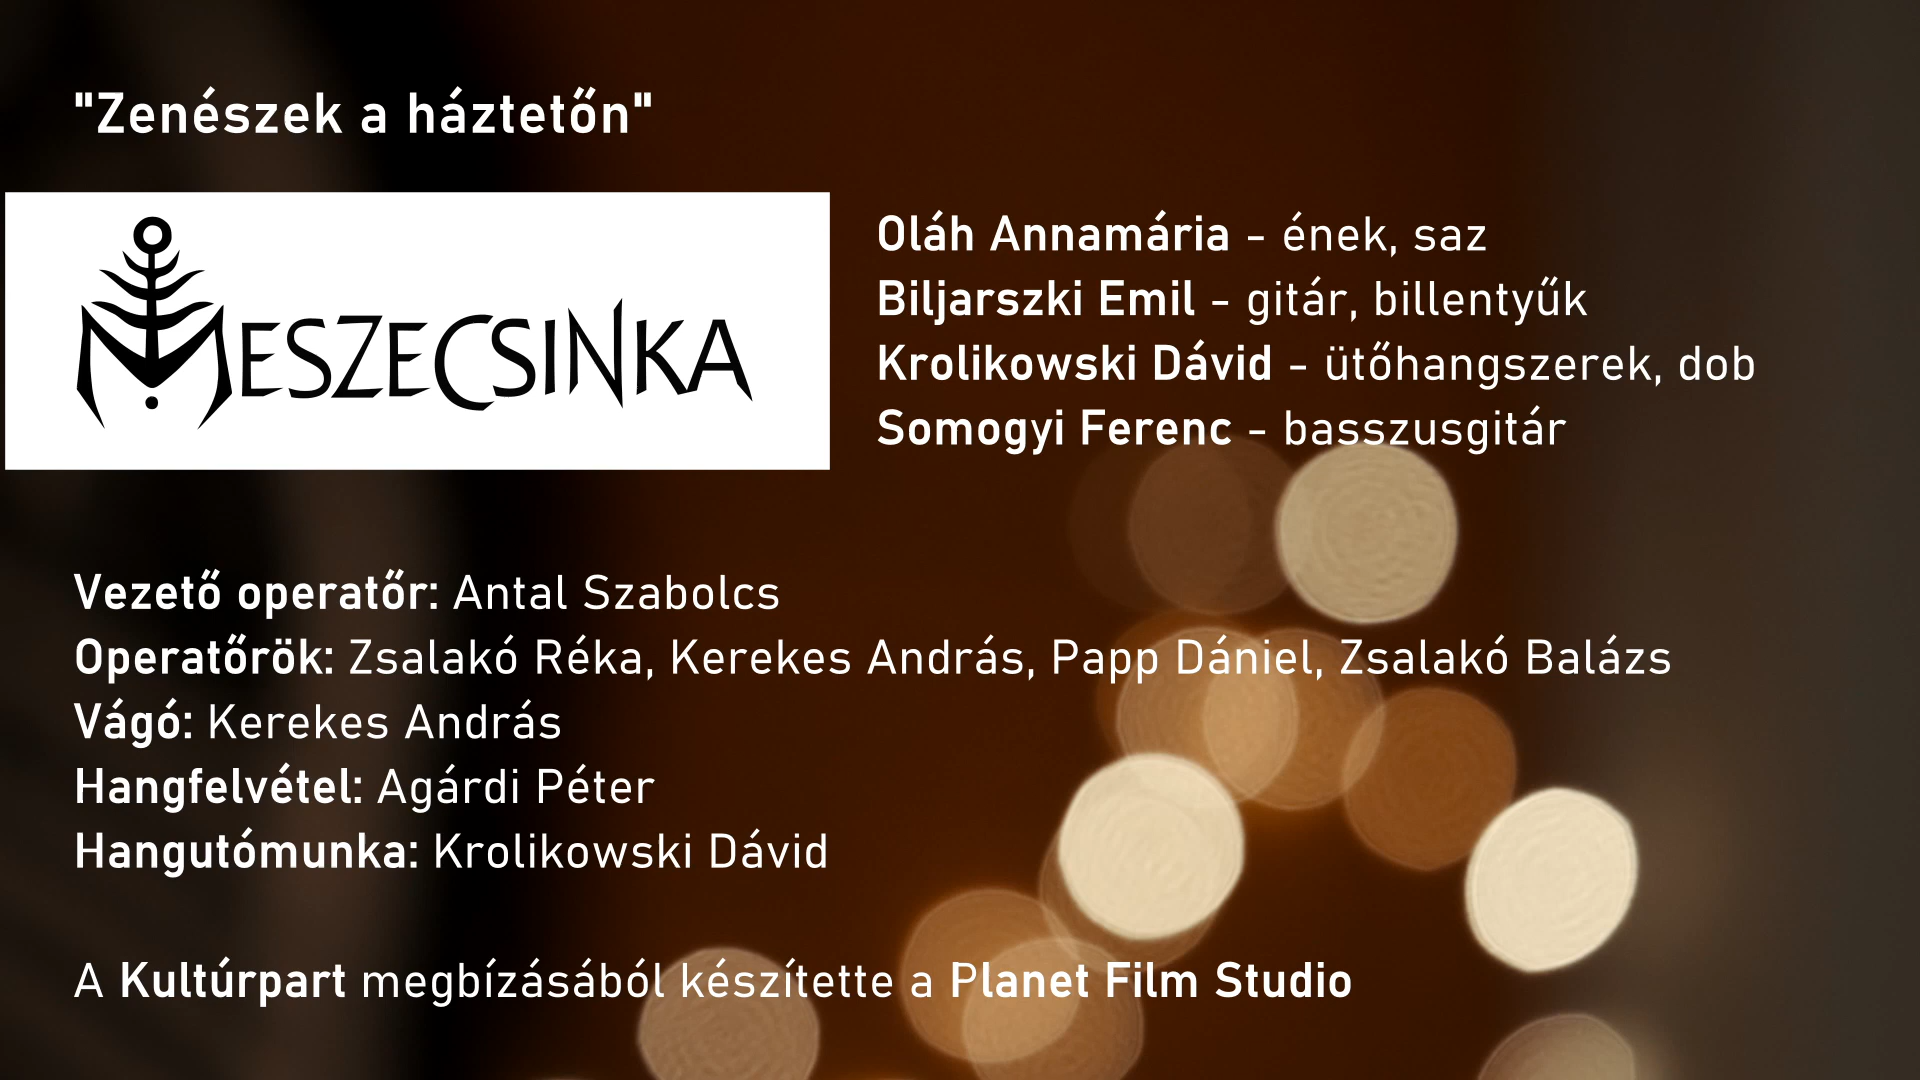 "Zenészek a háztetőn"
MESZECSINKA
Oláh Annamária - ének, saz
Biljarszki Emil - gitár, billentyűk
Krolikowski Dávid - ütőhangszerek, dob
Somogyi Ferenc - basszusgitár
Vezető operatőr: Antal Szabolcs
Operatőrök: Zsalakó Réka, Kerekes András, Papp Dániel, Zsalakó Balázs
Vágó: Kerekes András
Hangfelvétel: Agárdi Péter
Hangutómunka: Krolikowski Dávid
A Kultúrpart megbízásából készítette a Planet Film Studio